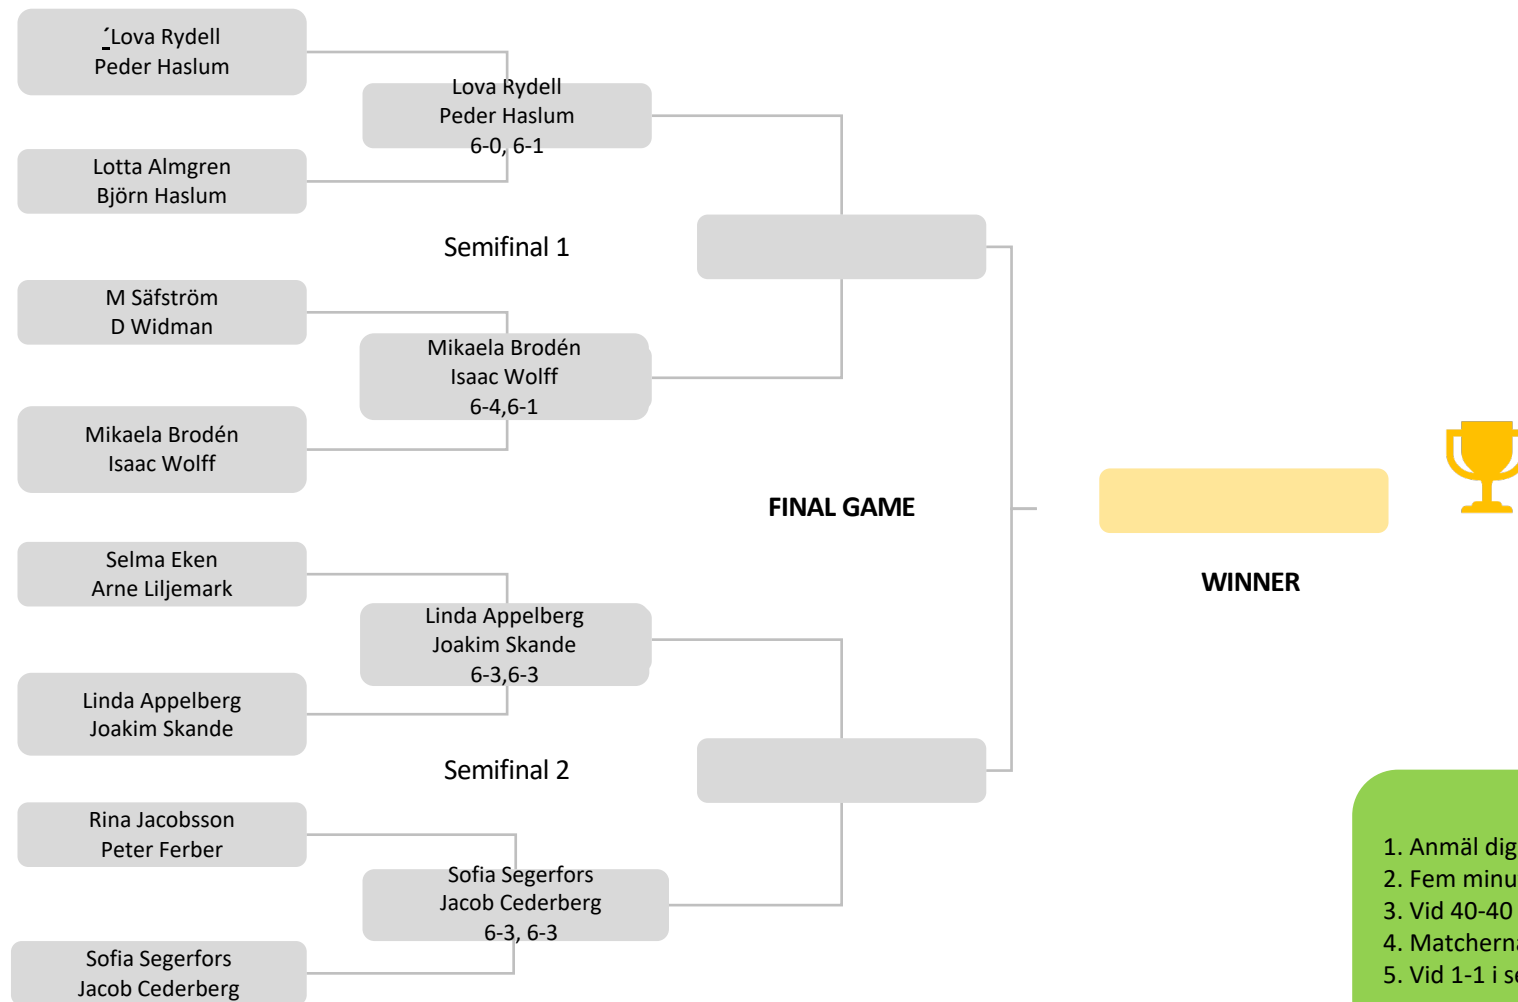 ´Lova Rydell
Peder Haslum
Lova Rydell
Peder Haslum
6-0, 6-1
Lotta Almgren
Björn Haslum
Semifinal 1
M Säfström
D Widman
Mikaela Brodén
Isaac Wolff
6-4,6-1
Mikaela Brodén
Isaac Wolff
FINAL GAME
WINNER
Selma Eken
Arne Liljemark
Linda Appelberg
Joakim Skande
6-3,6-3
Linda Appelberg
Joakim Skande
Semifinal 2
Rina Jacobsson
Peter Ferber
Sofia Segerfors
Jacob Cederberg
6-3, 6-3
Sofia Segerfors
Jacob Cederberg
1. Anmäl dig
2. Fem minu
3. Vid 40-40
4. Matcherna
5. Vid 1-1 i se